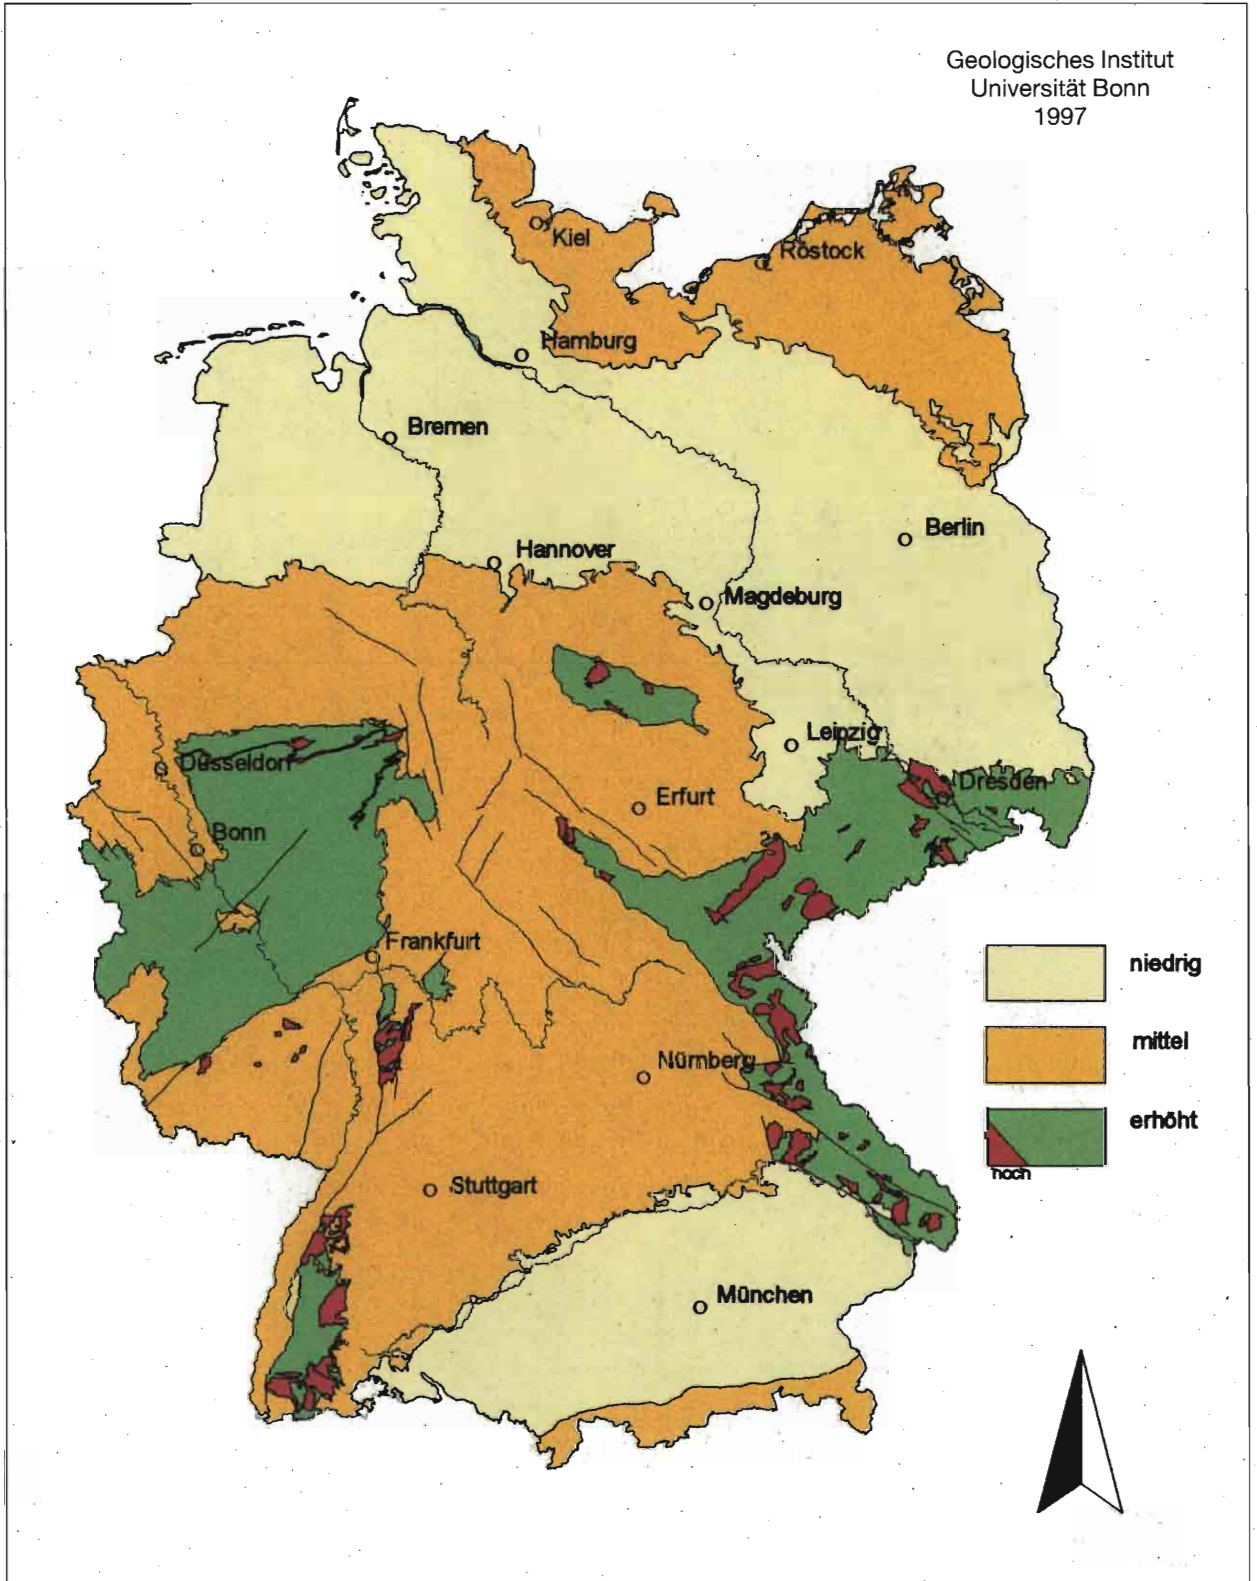 Geologisches Institut
Universität Bonn
1997
Kiel
Rostock
Hamburg
Bremen
Berlin
Hannover
Magdeburg
Leipzig
Düsseldorf
Dresden
Erfurt
Bonn
Frankfurt
niedrig
mittel
Nürnberg
erhöht
hoch
Stuttgart
München